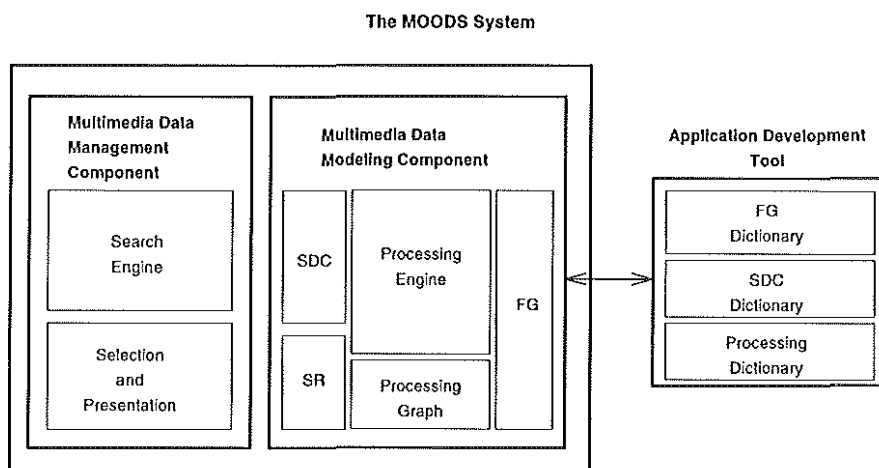 The MOODS System
Multimedia Data
Management
Component
Search
Engine
Selection
and
Presentation
Multimedia Data
Modeling Component
SDC
SR
Processing
Engine
Processing
Graph
FG
Application Development
Tool
FG
Dictionary
SDC
Dictionary
Processing
Dictionary